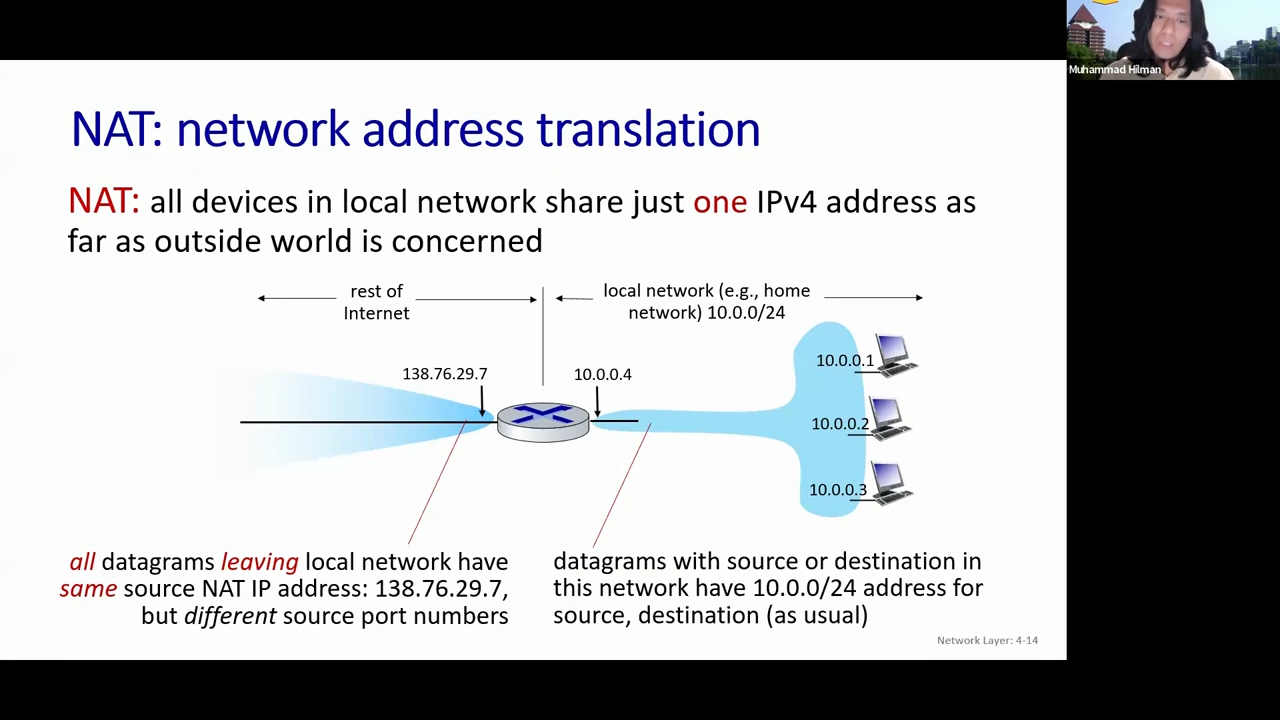 Muhammad Hilman
NAT: network address translation
NAT: all devices in local network share just one IPv4 address as
far as outside world is concerned
rest of
Internet
local network (e.g., home
network) 10.0.0/24
138.76.29.7
10.0.0.4
10.0.0.1
10.0.0.2
10.0.0.3
all datagrams leaving local network have
same source NAT IP address: 138.76.29.7,
but different source port numbers
datagrams with source or destination in
this network have 10.0.0/24 address for
source, destination (as usual)
Network Layer: 4-14